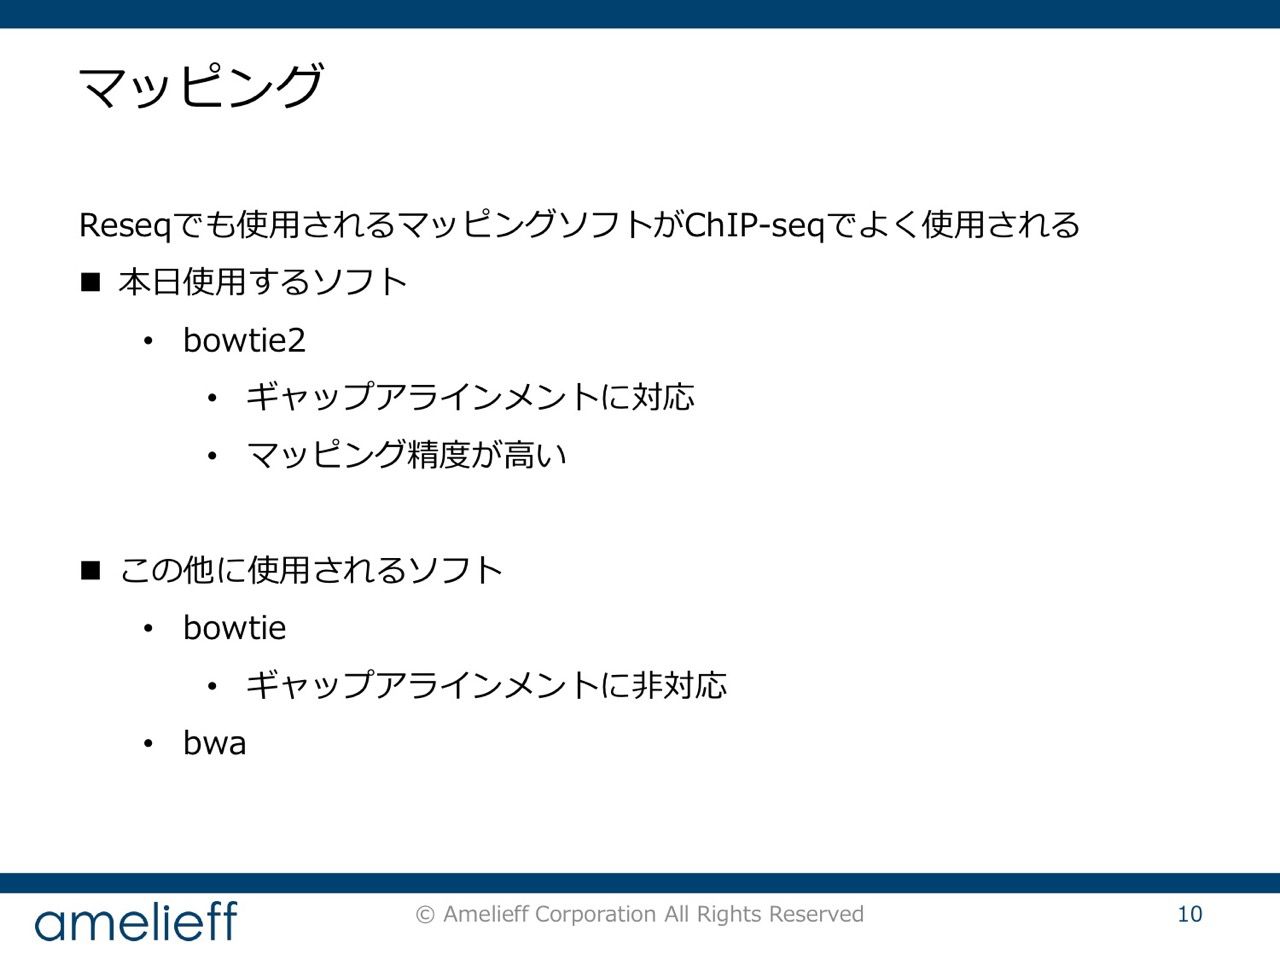 マッピング
Reseqでも使用されるマッピングソフトがChIP-seqでよく使用される
■ 本日使用するソフト
• bowtie2
• ギャップアラインメントに対応
• マッピング精度が高い
■ この他に使用されるソフト
• bowtie
• ギャップアラインメントに非対応
• bwa
amelieff
© Amelieff Corporation All Rights Reserved
10